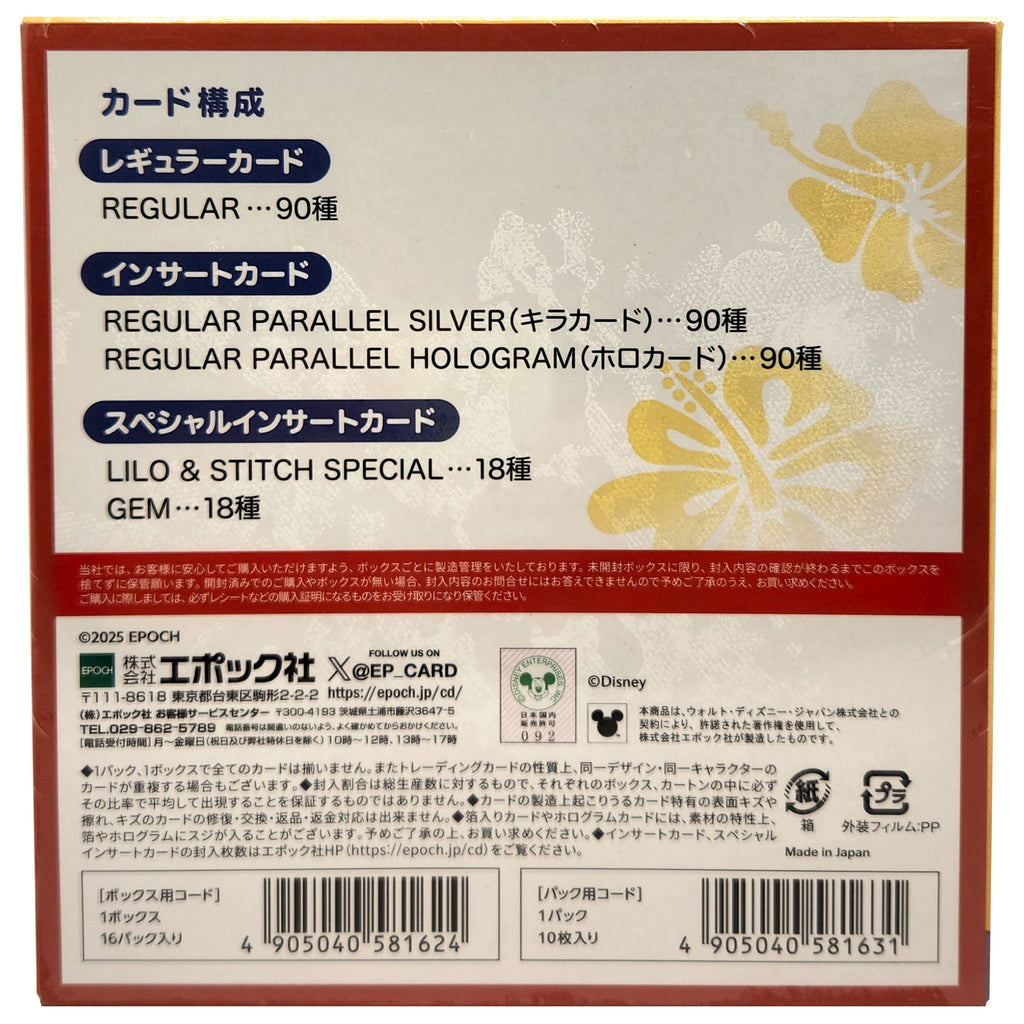 カード構成
レギュラーカード
REGULAR…90種
インサートカード
REGULAR PARALLEL SILVER(キラカード)…90種
REGULAR PARALLEL HOLOGRAM(ホロカード)…90種
スペシャルインサートカード
LILO & STITCH SPECIAL…18種
GEM…18種
当社では、お客様に安心してご購入いただけますよう、ボックスごとに製造管理をいたしております。未開封ボックスに限り、封入内容の確認が終わるまでこのボックスを
捨てずに保管願います。開封済みでのご購入やボックスが無い場合、封入内容のお問合せにはお答えできませんので予めご了承のうえ、お買い求めください。
ご購入に際しましては、必ずレシートなどの購入証明になるものをお受け取りになり保管ください。
©2025 EPOCH
EPOCH 株式会社エポック社
FOLLOW US ON
X@EP_CARD
〒111-8618 東京都台東区駒形2-2-2 https://epoch.jp/cd/
(株)エポック社 お客様サービスセンター 〒300-4193 茨城県土浦市藤沢3647-5
TEL.029-862-5789 電話番号は間違いのないよう、よく確かめておかけください。
[電話受付時間]月~金曜日(祝日及び弊社特休日を除く)10時~12時、13時~17時
©DISNEY ENTERPRISES INC.
日本国内
販売許可
092
©Disney
本商品は、ウォルト・ディズニー・ジャパン株式会社との
契約により、許諾された著作権を使用して、
株式会社エポック社が製造したものです。
◆1パック、1ボックスで全てのカードは揃いません。またトレーディングカードの性質上、同一デザイン・同一キャラクターの
カードが重複する場合もございます。◆封入割合は総生産数に対するもので、それぞれのボックス、カートンの中に必ず
その比率で平均して出現することを保証するものではありません。◆カードの製造上起こりうるカード特有の表面キズや
擦れ、キズのカードの修復・交換・返品・返金対応は出来ません。◆箔入りカードやホログラムカードには、素材の特性上、
箔やホログラムにスジが入ることがございます。予めご了承の上、お買い求めください。◆インサートカード、スペシャル
インサートカードの封入枚数はエポック社HP(https://epoch.jp/cd)をご覧ください。
紙
箱
プラ
外装フィルム:PP
Made in Japan
[ボックス用コード]
1ボックス
16パック入り
4 905040 581624
[パック用コード]
1パック
10枚入り
4 905040 581631